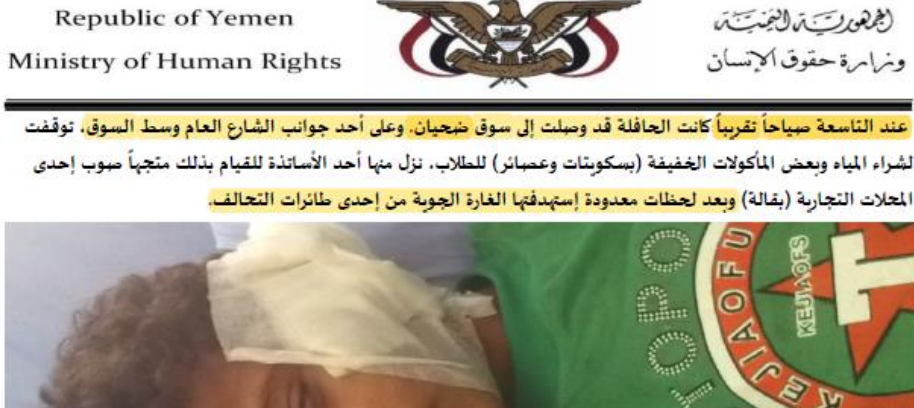 Republic of Yemen
Ministry of Human Rights
الجمهورية اليمنية
وزارة حقوق الإنسان
عند التاسعة صباحاً تقريباً كانت الحافلة قد وصلت إلى سوق ضحيان. وعلى أحد جوانب الشارع العام وسط السوق، توقفت
لشراء المياه وبعض المأكولات الخفيفة (بسكويتات وعصائر) للطلاب. نزل منها أحد الأساتذة للقيام بذلك متجهاً صوب إحدى
المحلات التجارية (بقالة) وبعد لحظات معدودة إستهدفتها الغارة الجوية من إحدى طائرات التحالف.
YOPO
KEJIAOFU
KEJIAOFS